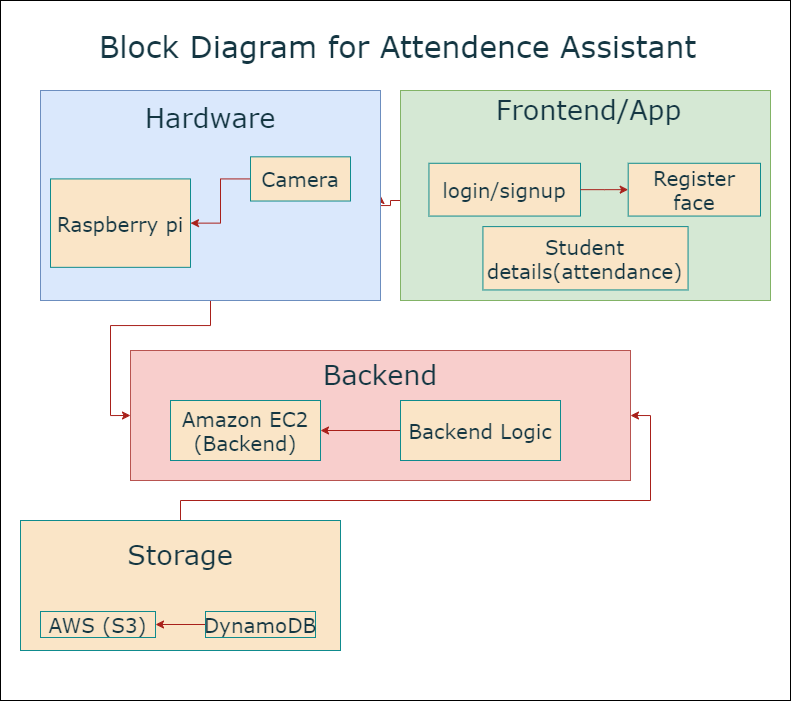 Block Diagram for Attendence Assistant
Hardware
Camera
Raspberry pi
Frontend/App
login/signup
Register
face
Student
details(attendance)
Backend
Amazon EC2
(Backend)
Backend Logic
Storage
AWS (S3)
DynamoDB